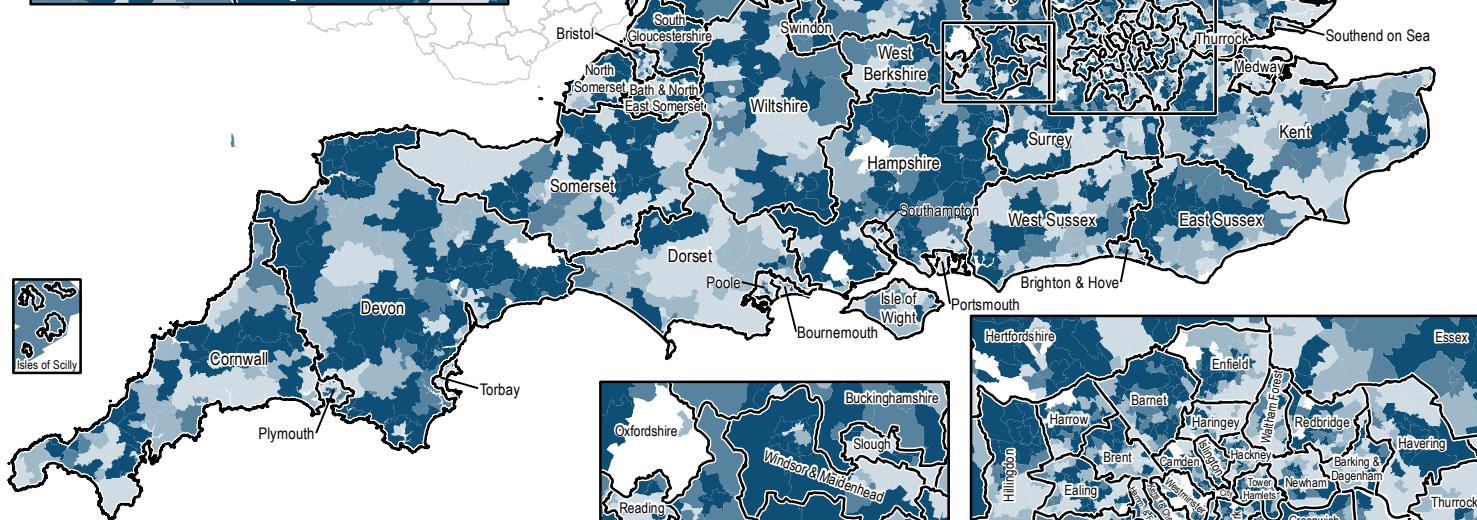 South
Gloucestershire
Swindon
Bristol
West
Berkshire
Thurrock
Southend on Sea
Medway
North
Somerset
Bath & North
East Somerset
Wiltshire
Kent
Surrey
Hampshire
Somerset
Southampton
West Sussex
East Sussex
Dorset
Poole
Brighton & Hove
Portsmouth
Isle of
Wight
Bournemouth
Devon
Isles of Scilly
Cornwall
Torbay
Plymouth
Oxfordshire
Buckinghamshire
Slough
Windsor & Maidenhead
Reading
Hertfordshire
Essex
Enfield
Barnet
Harrow
Haringey
Waltham Forest
Redbridge
Havering
Hillingdon
Brent
Camden
Islington
Hackney
Barking &
Dagenham
Ealing
Westminster
City
Tower
Hamlets
Newham
Thurrock